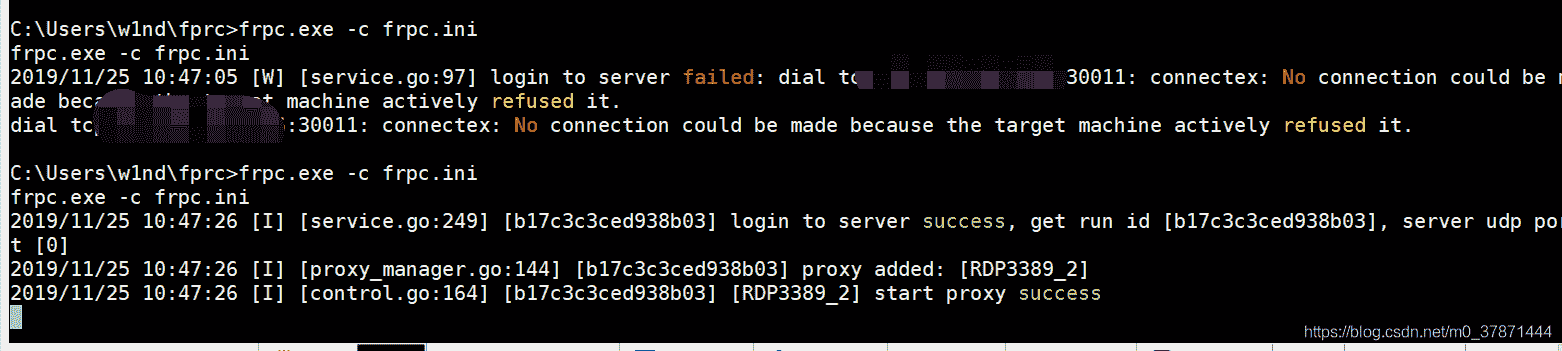 C:\Users\w1nd\fprc>frpc.exe -c frpc.ini
frpc.exe -c frpc.ini
2019/11/25 10:47:05 [W] [service.go:97] login to server failed: dial tc 30011: connectex: No connection could be m
ade beca t machine actively refused it.
dial tc :30011: connectex: No connection could be made because the target machine actively refused it.
C:\Users\w1nd\fprc>frpc.exe -c frpc.ini
frpc.exe -c frpc.ini
2019/11/25 10:47:26 [I] [service.go:249] [b17c3c3ced938b03] login to server success, get run id [b17c3c3ced938b03], server udp por
t [0]
2019/11/25 10:47:26 [I] [proxy_manager.go:144] [b17c3c3ced938b03] proxy added: [RDP3389_2]
2019/11/25 10:47:26 [I] [control.go:164] [b17c3c3ced938b03] [RDP3389_2] start proxy success
https://blog.csdn.net/m0_37871444